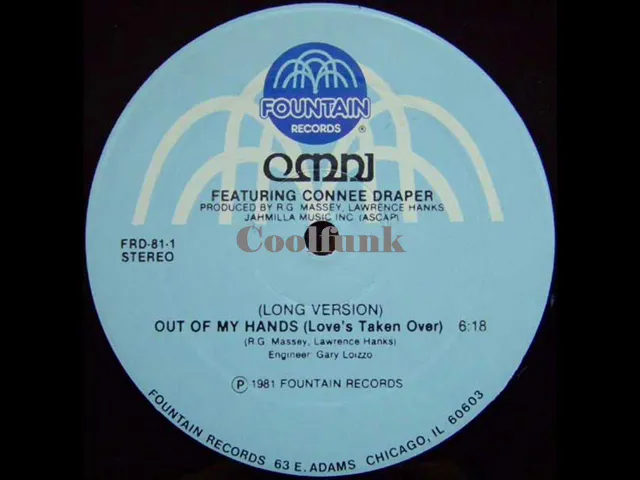 FOUNTAIN
RECORDS ®
OMNI
FEATURING CONNEE DRAPER
PRODUCED BY R.G. MASSEY, LAWRENCE HANKS
JAHMILLA MUSIC INC. (ASCAP)
Coolfunk
FRD-81-1
STEREO
(LONG VERSION)
OUT OF MY HANDS (Love's Taken Over) 6:18
(R.G. Massey, Lawrence Hanks)
Engineer: Gary Loizzo
Ⓟ 1981 FOUNTAIN RECORDS
FOUNTAIN RECORDS 63 E. ADAMS CHICAGO, IL 60603